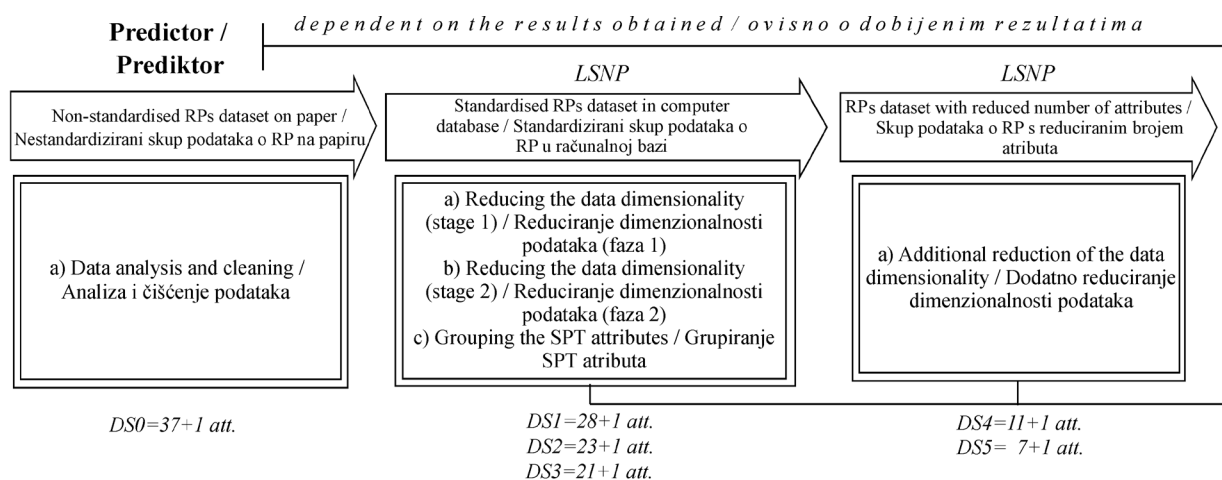 Predictor /
Prediktor
dependent on the results obtained / ovisno o dobijenim rezultatima
LSNP
LSNP
Non-standardised RPs dataset on paper /
Nestandardizirani skup podataka o RP na papiru
Standardised RPs dataset in computer
database / Standardizirani skup podataka o
RP u računalnoj bazi
RPs dataset with reduced number of attributes /
Skup podataka o RP s reduciranim brojem
atributa
a) Data analysis and cleaning /
Analiza i čišćenje podataka
a) Reducing the data dimensionality
(stage 1) / Reduciranje dimenzionalnosti
podataka (faza 1)
b) Reducing the data dimensionality
(stage 2) / Reduciranje dimenzionalnosti
podataka (faza 2)
c) Grouping the SPT attributes / Grupiranje
SPT atributa
a) Additional reduction of the data
dimensionality / Dodatno reduciranje
dimenzionalnosti podataka
DS0=37+1 att.
DS1=28+1 att.
DS2=23+1 att.
DS3=21+1 att.
DS4=11+1 att.
DS5= 7+1 att.